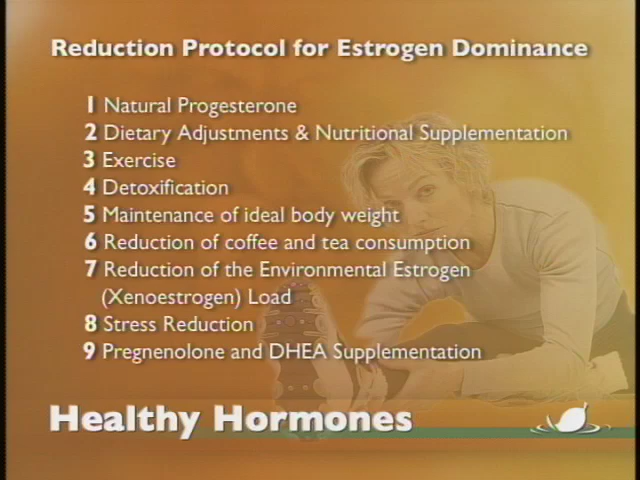 Reduction Protocol for Estrogen Dominance
1 Natural Progesterone
2 Dietary Adjustments & Nutritional Supplementation
3 Exercise
4 Detoxification
5 Maintenance of ideal body weight
6 Reduction of coffee and tea consumption
7 Reduction of the Environmental Estrogen
(Xenoestrogen) Load
8 Stress Reduction
9 Pregnenolone and DHEA Supplementation
Healthy Hormones